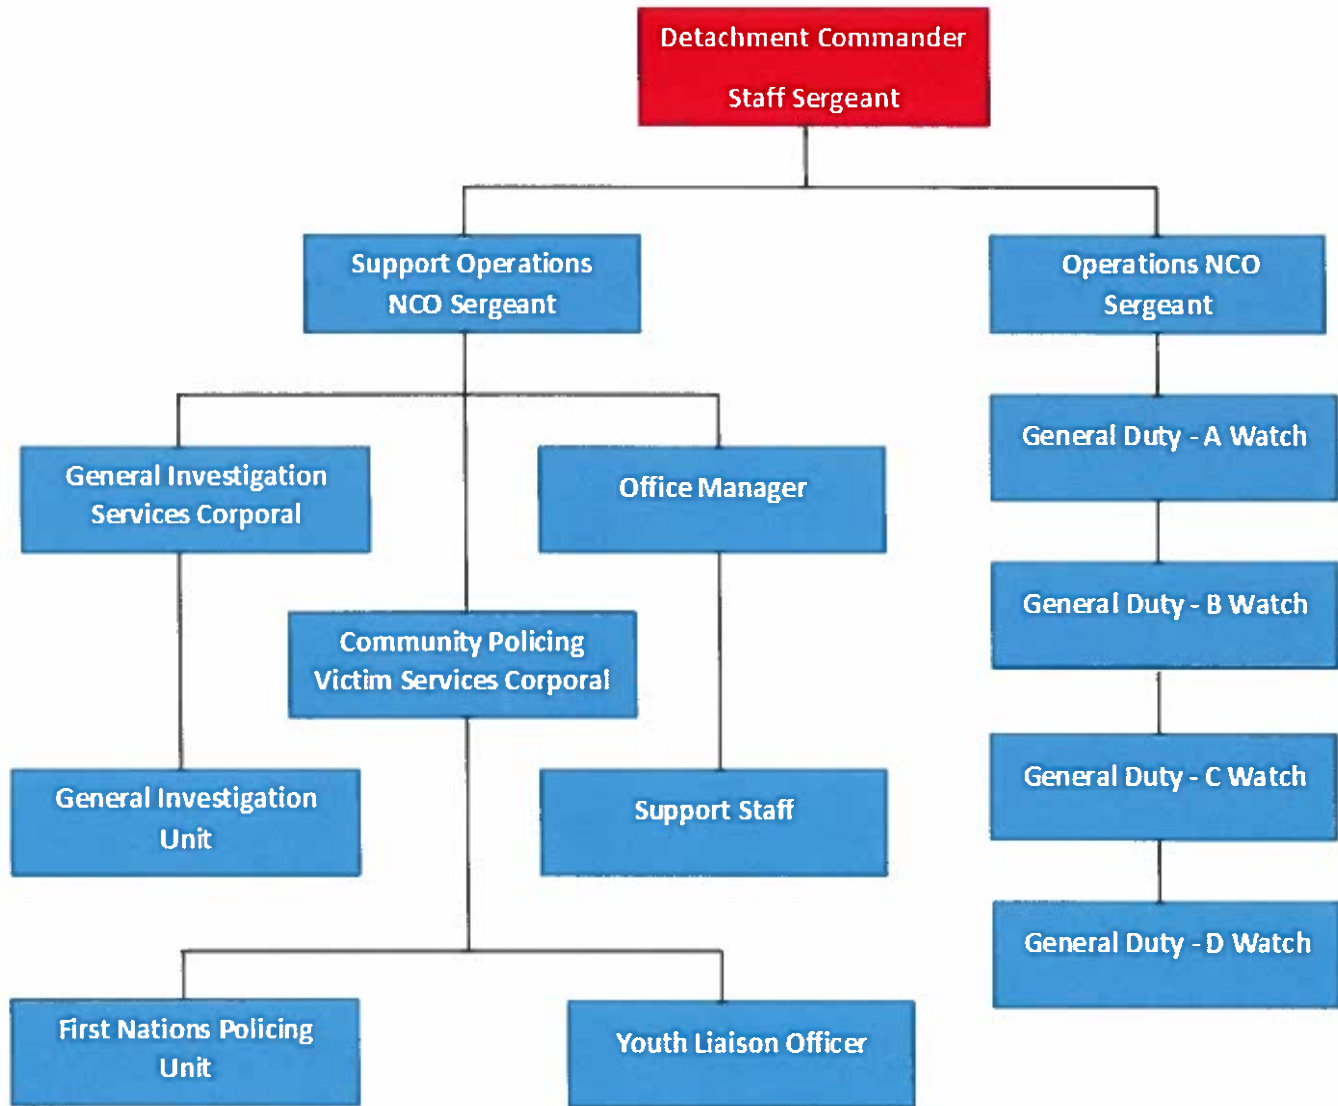 Detachment Commander
Staff Sergeant
Support Operations
NCO Sergeant
Operations NCO
Sergeant
General Investigation
Services Corporal
Office Manager
General Duty - A Watch
General Duty - B Watch
Community Policing
Victim Services Corporal
General Investigation
Unit
Support Staff
General Duty - C Watch
General Duty - D Watch
First Nations Policing
Unit
Youth Liaison Officer